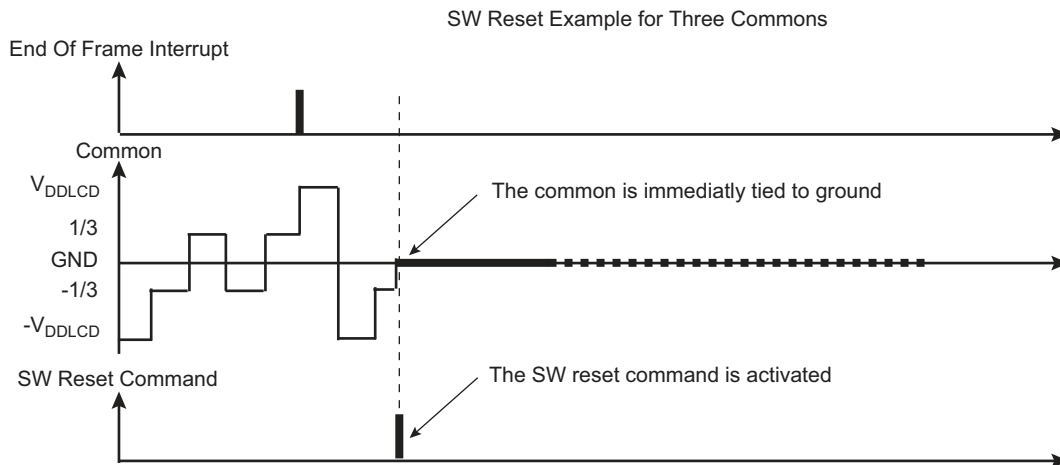 SW Reset Example for Three Commons
End Of Frame Interrupt
Common
VDDLCD
The common is immediatly tied to ground
1/3
GND
-1/3
-VDDLCD
SW Reset Command
The SW reset command is activated